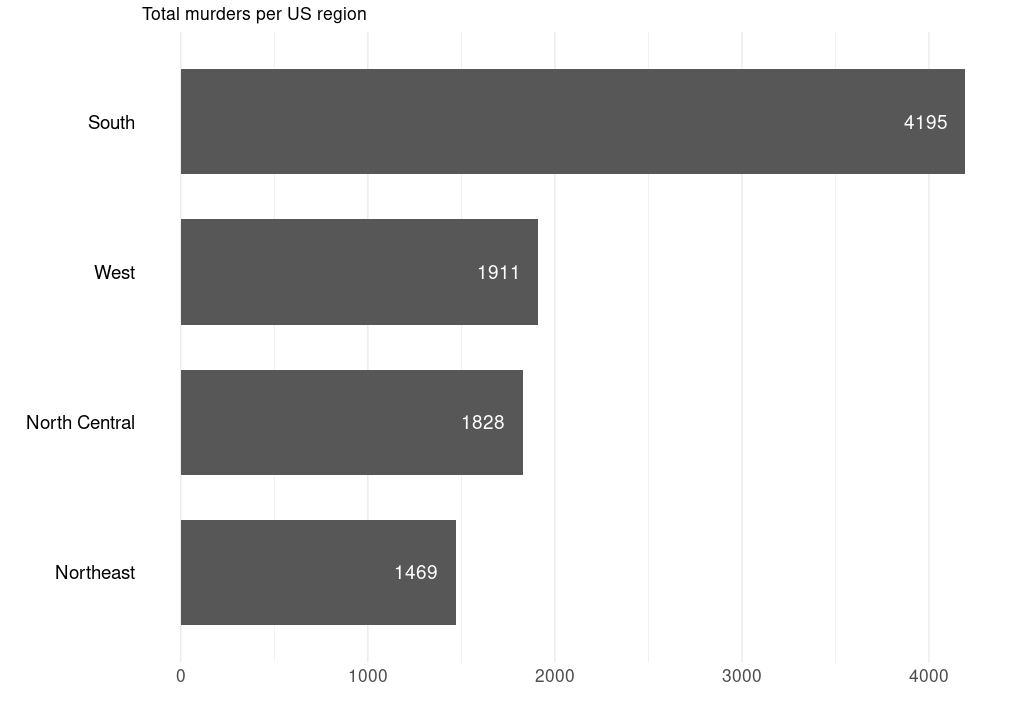 Total murders per US region
South
4195
West
1911
North Central
1828
Northeast
1469
0 1000 2000 3000 4000